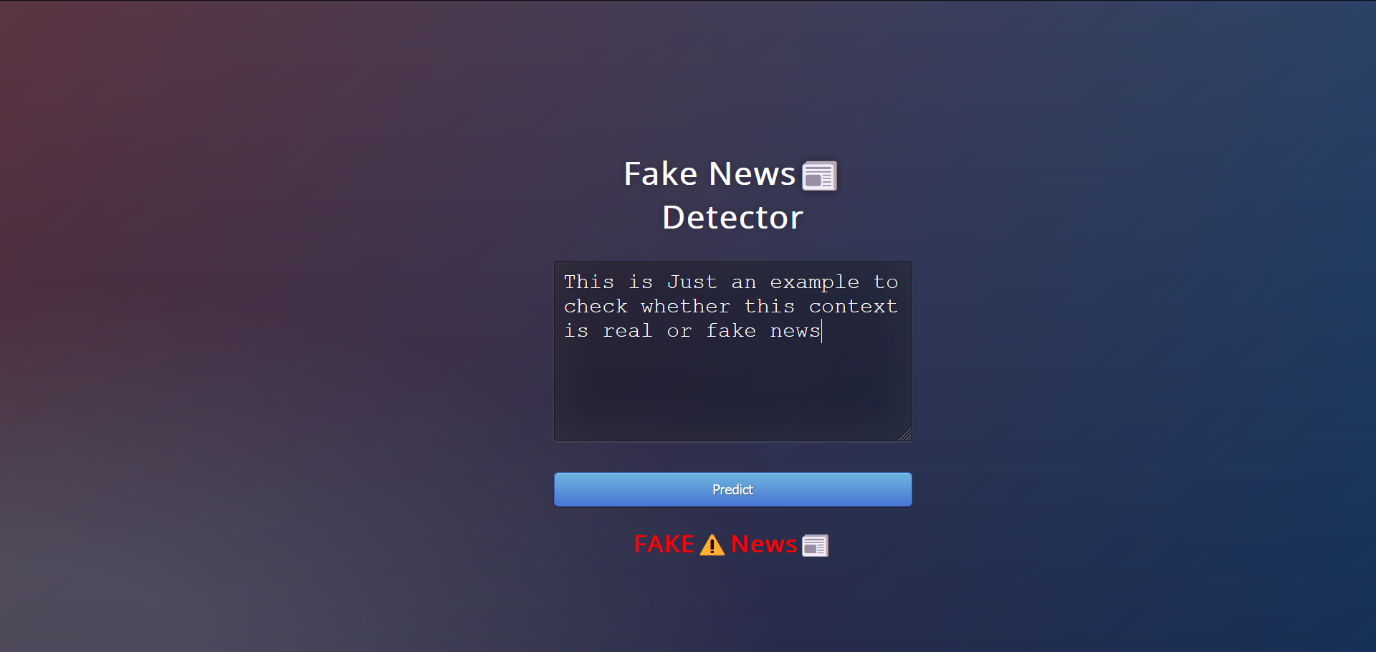 Fake News📰
Detector
This is Just an example to
check whether this context
is real or fake news
Predict
FAKE⚠️News📰